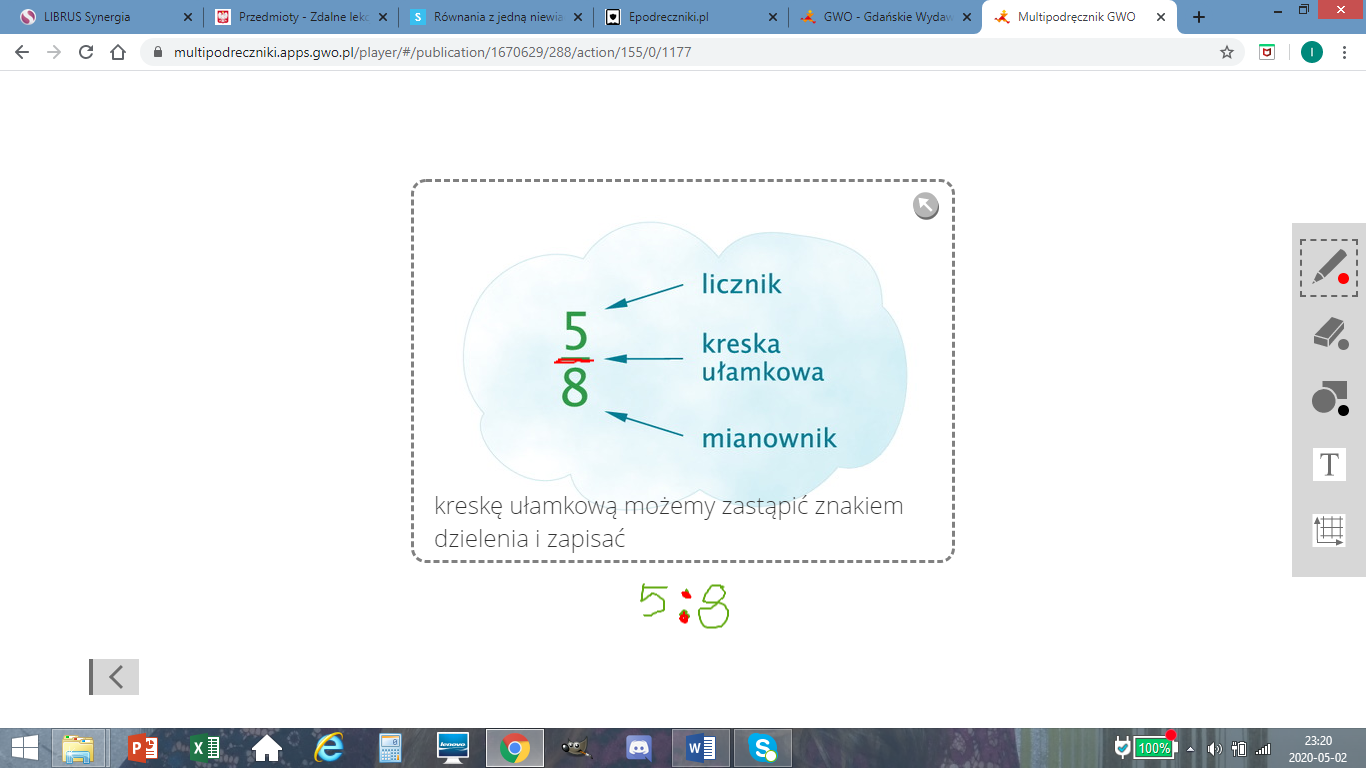 LIBRUS Synergia
Przedmioty - Zdalne lekc
Równania z jedną niewia
Epodreczniki.pl
GWO - Gdańskie Wydaw
Multipodręcznik GWO
multipodreczniki.apps.gwo.pl/player/#/publication/1670629/288/action/155/0/1177
I
licznik
5
kreska
ułamkowa
8
mianownik
kreskę ułamkową możemy zastąpić znakiem
dzielenia i zapisać
5:8
T
lenovo
100%
23:20
2020-05-02